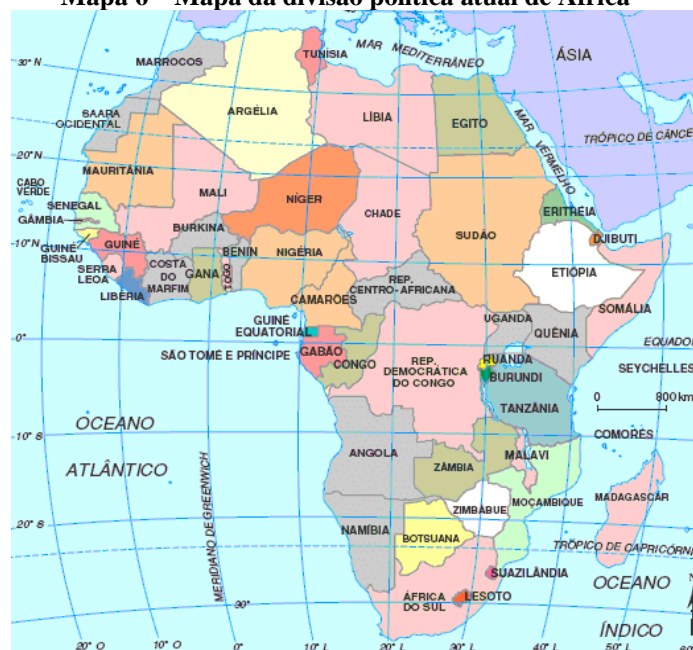 Mapa 6 – Mapa da divisão política atual de África
MAR MEDITERRÂNEO
ÁSIA
30° N
MARROCOS
TUNÍSIA
ARGÉLIA
LÍBIA
EGITO
SAARA
OCIDENTAL
MAR VERMELHO
TRÓPICO DE CÂNCE
20° N
MAURITÂNIA
MALI
NÍGER
CHADE
SUDÃO
ERITRÉIA
CABO
VERDE
SENEGAL
GÂMBIA
BURKINA
DJIBUTI
10° N
GUINÉ
BISSAU
GUINÉ
BENIN
NIGÉRIA
ETIÓPIA
SERRA
LEOA
COSTA
DO
MARFIM
GANA
TOGO
LIBÉRIA
CAMARÕES
REP.
CENTRO-AFRICANA
SOMÁLIA
GUINÉ
EQUATORIAL
UGANDA
QUÊNIA
0°
EQUADOR
SÃO TOMÉ E PRÍNCIPE
GABÃO
CONGO
REP.
DEMOCRÁTICA
DO CONGO
RUANDA
BURUNDI
SEYCHELLES
TANZÂNIA
0 800 km
OCEANO
ATLÂNTICO
10° S
ANGOLA
COMORES
MALAVI
ZÂMBIA
MOÇAMBIQUE
MADAGASCAR
MERIDIANO DE GREENWICH
20° S
NAMÍBIA
ZIMBÁBUE
BOTSUANA
TRÓPICO DE CAPRICÓRN
SUAZILÂNDIA
OCEANO
ÍNDICO
30°
ÁFRICA
DO SUL
LESOTO
20° O
10° O
0°
10° L
20° L
30° L
40° L
50° L